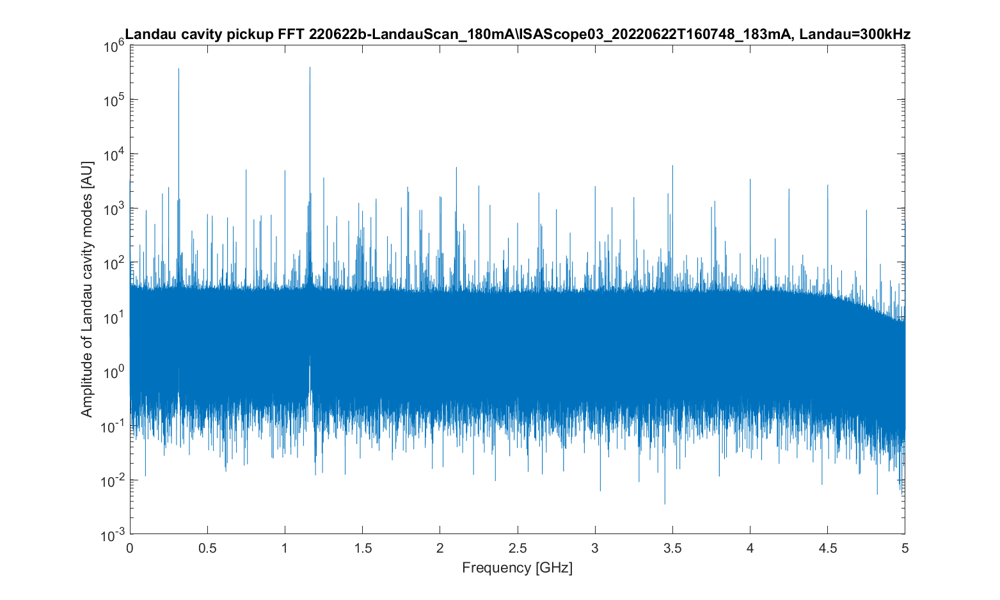 Landau cavity pickup FFT 220622b-LandauScan_180mA\ISAScope03_20220622T160748_183mA, Landau=300kHz
Amplitude of Landau cavity modes [AU]
10^6
10^5
10^4
10^3
10^2
10^1
10^0
10^-1
10^-2
10^-3
0 0.5 1 1.5 2 2.5 3 3.5 4 4.5 5
Frequency [GHz]